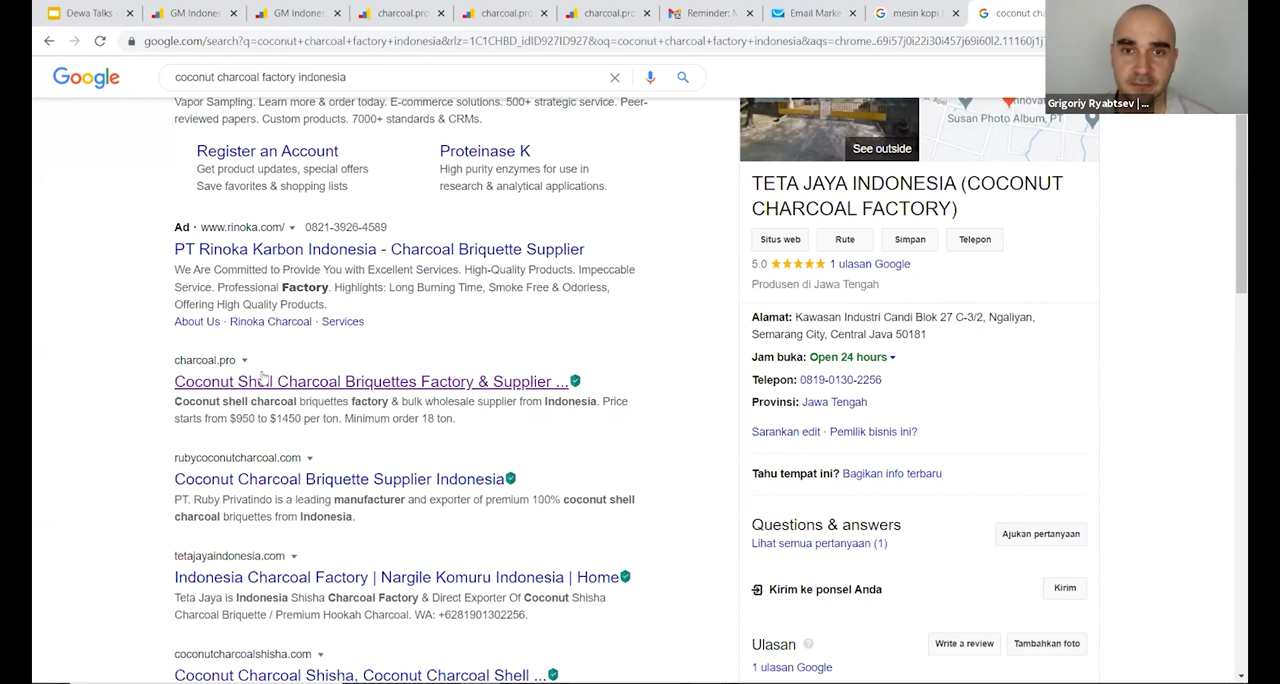 Dewa Talks -
GM Indones
GM Indones
charcoal.pro
charcoal.pro
charcoal.pro
Reminder:
Email Marke
mesin kopi
coconut ch
google.com/search?q=coconut+charcoal+factory+indonesia&rlz=1C1CHBD_idID927ID927&oq=coconut+charcoal+factory+indonesia&aqs=chrome..69i57j0i22i30i457j69i60l2.11160j1j
Google
coconut charcoal factory indonesia
Grigoriy Ryabtsev | ...
Vapor Sampling. Learn more & order today. E-commerce solutions. 500+ strategic service. Peer-
reviewed papers. Custom products. 7000+ standards & CRMs.
Register an Account
Get product updates, special offers
Save favorites & shopping lists
Proteinase K
High purity enzymes for use in
research & analytical applications.
Ad · www.rinoka.com/ 0821-3926-4589
PT Rinoka Karbon Indonesia - Charcoal Briquette Supplier
We Are Committed to Provide You with Excellent Services. High-Quality Products. Impeccable
Service. Professional Factory. Highlights: Long Burning Time, Smoke Free & Odorless,
Offering High Quality Products.
About Us · Rinoka Charcoal · Services
charcoal.pro
Coconut Shell Charcoal Briquettes Factory & Supplier ...
Coconut shell charcoal briquettes factory & bulk wholesale supplier from Indonesia. Price
starts from $950 to $1450 per ton. Minimum order 18 ton.
rubycoconutcharcoal.com
Coconut Charcoal Briquette Supplier Indonesia
PT. Ruby Privatindo is a leading manufacturer and exporter of premium 100% coconut shell
charcoal briquettes from Indonesia.
tetajayaindonesia.com
Indonesia Charcoal Factory | Nargile Komuru Indonesia | Home
Teta Jaya is Indonesia Shisha Charcoal Factory & Direct Exporter Of Coconut Shisha
Charcoal Briquette / Premium Hookah Charcoal. WA: +6281901302256.
coconutcharcoalshisha.com
Coconut Charcoal Shisha, Coconut Charcoal Shell ...
See outside
Susan Photo Album, PT
TETA JAYA INDONESIA (COCONUT
CHARCOAL FACTORY)
Situs web
Rute
Simpan
Telepon
5.0 1 ulasan Google
Produsen di Jawa Tengah
Alamat: Kawasan Industri Candi Blok 27 C-3/2, Ngaliyan,
Semarang City, Central Java 50181
Jam buka: Open 24 hours
Telepon: 0819-0130-2256
Provinsi: Jawa Tengah
Sarankan edit · Pemilik bisnis ini?
Tahu tempat ini? Bagikan info terbaru
Questions & answers
Lihat semua pertanyaan (1)
Ajukan pertanyaan
Kirim ke ponsel Anda
Kirim
Ulasan
Write a review
Tambahkan foto
1 ulasan Google